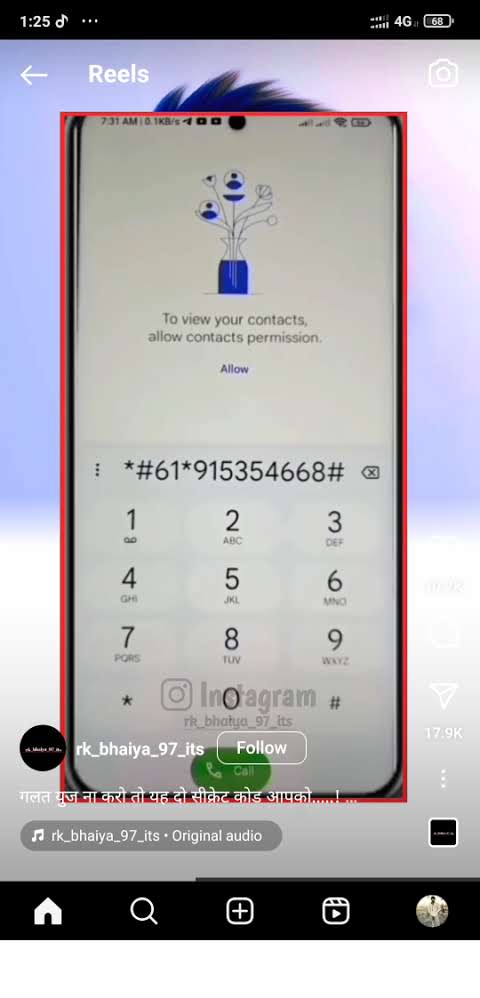 1:25 ... 4G 68
Reels
7:31 AM | 0.1KB/s
To view your contacts,
allow contacts permission.
Allow
*#61*915354668#
1 2 3
ABC DEF
4 5 6
GHI JKL MNO
7 8 9
PQRS TUV WXYZ
* 0 #
Instagram
rk_bhaiya_97_its
17.9K
rk_bhaiya_97_its Follow
Call
गलत युज ना करो तो यह दो सीक्रेट कोड आपको.....! ...
rk_bhaiya_97_its • Original audio